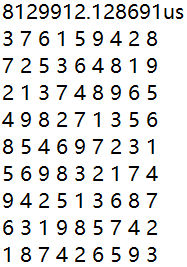 8129912.128691us
3 7 6 1 5 9 4 2 8
7 2 5 3 6 4 8 1 9
2 1 3 7 4 8 9 6 5
4 9 8 2 7 1 3 5 6
8 5 4 6 9 7 2 3 1
5 6 9 8 3 2 1 7 4
9 4 2 5 1 3 6 8 7
6 3 1 9 8 5 7 4 2
1 8 7 4 2 6 5 9 3